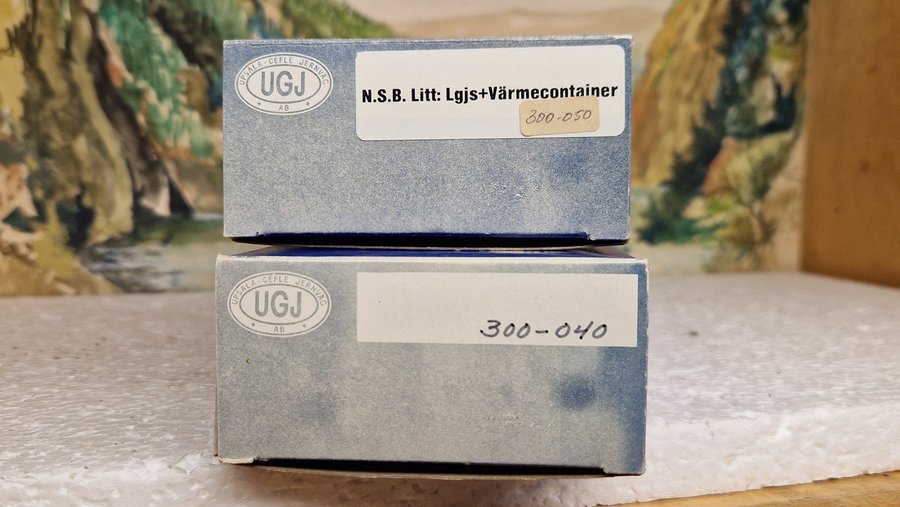 UPSALA-GEFLE JERNVÄG
UGJ
AB
N.S.B. Litt: Lgjs+Värmecontainer
300-050
UPSALA-GEFLE JERNVÄG
UGJ
AB
300-040